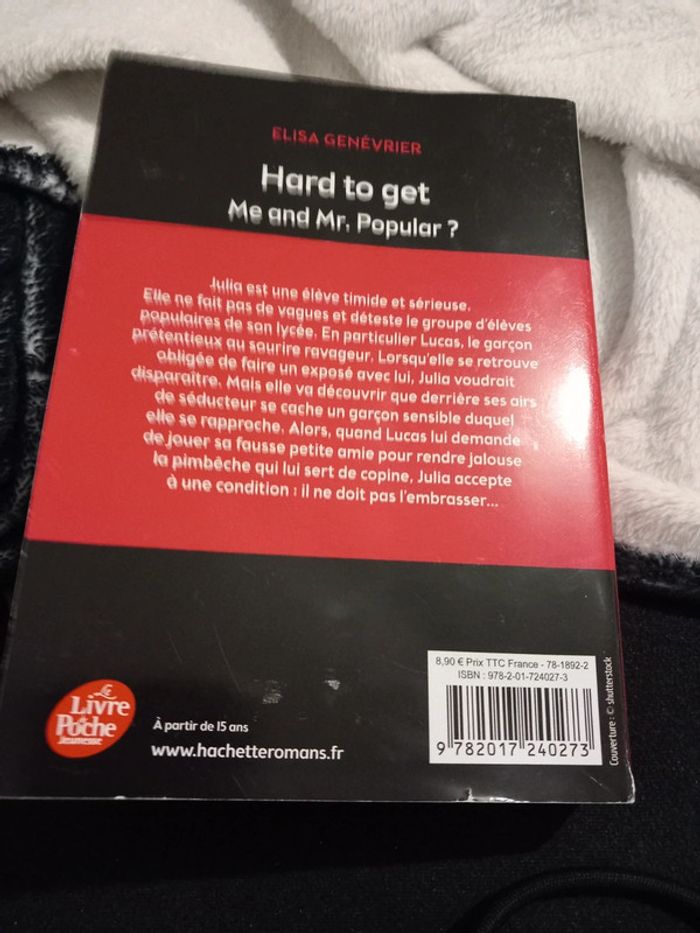 ELISA GENÉVRIER
Hard to get
Me and Mr. Popular ?
Julia est une élève timide et sérieuse.
Elle ne fait pas de vagues et déteste le groupe d'élèves
populaires de son lycée. En particulier Lucas, le garçon
prétentieux au sourire ravageur. Lorsqu'elle se retrouve
obligée de faire un exposé avec lui, Julia voudrait
disparaître. Mais elle va découvrir que derrière ses airs
de séducteur se cache un garçon sensible duquel
elle se rapproche. Alors, quand Lucas lui demande
de jouer sa fausse petite amie pour rendre jalouse
la pimbêche qui lui sert de copine, Julia accepte
à une condition : il ne doit pas l'embrasser...
8,90 € Prix TTC France - 78-1892-2
ISBN : 978-2-01-724027-3
9 782017 240273
Couverture : © shutterstock
Le
Livre
de
Poche
Jeunesse
À partir de 15 ans
www.hachetteromans.fr